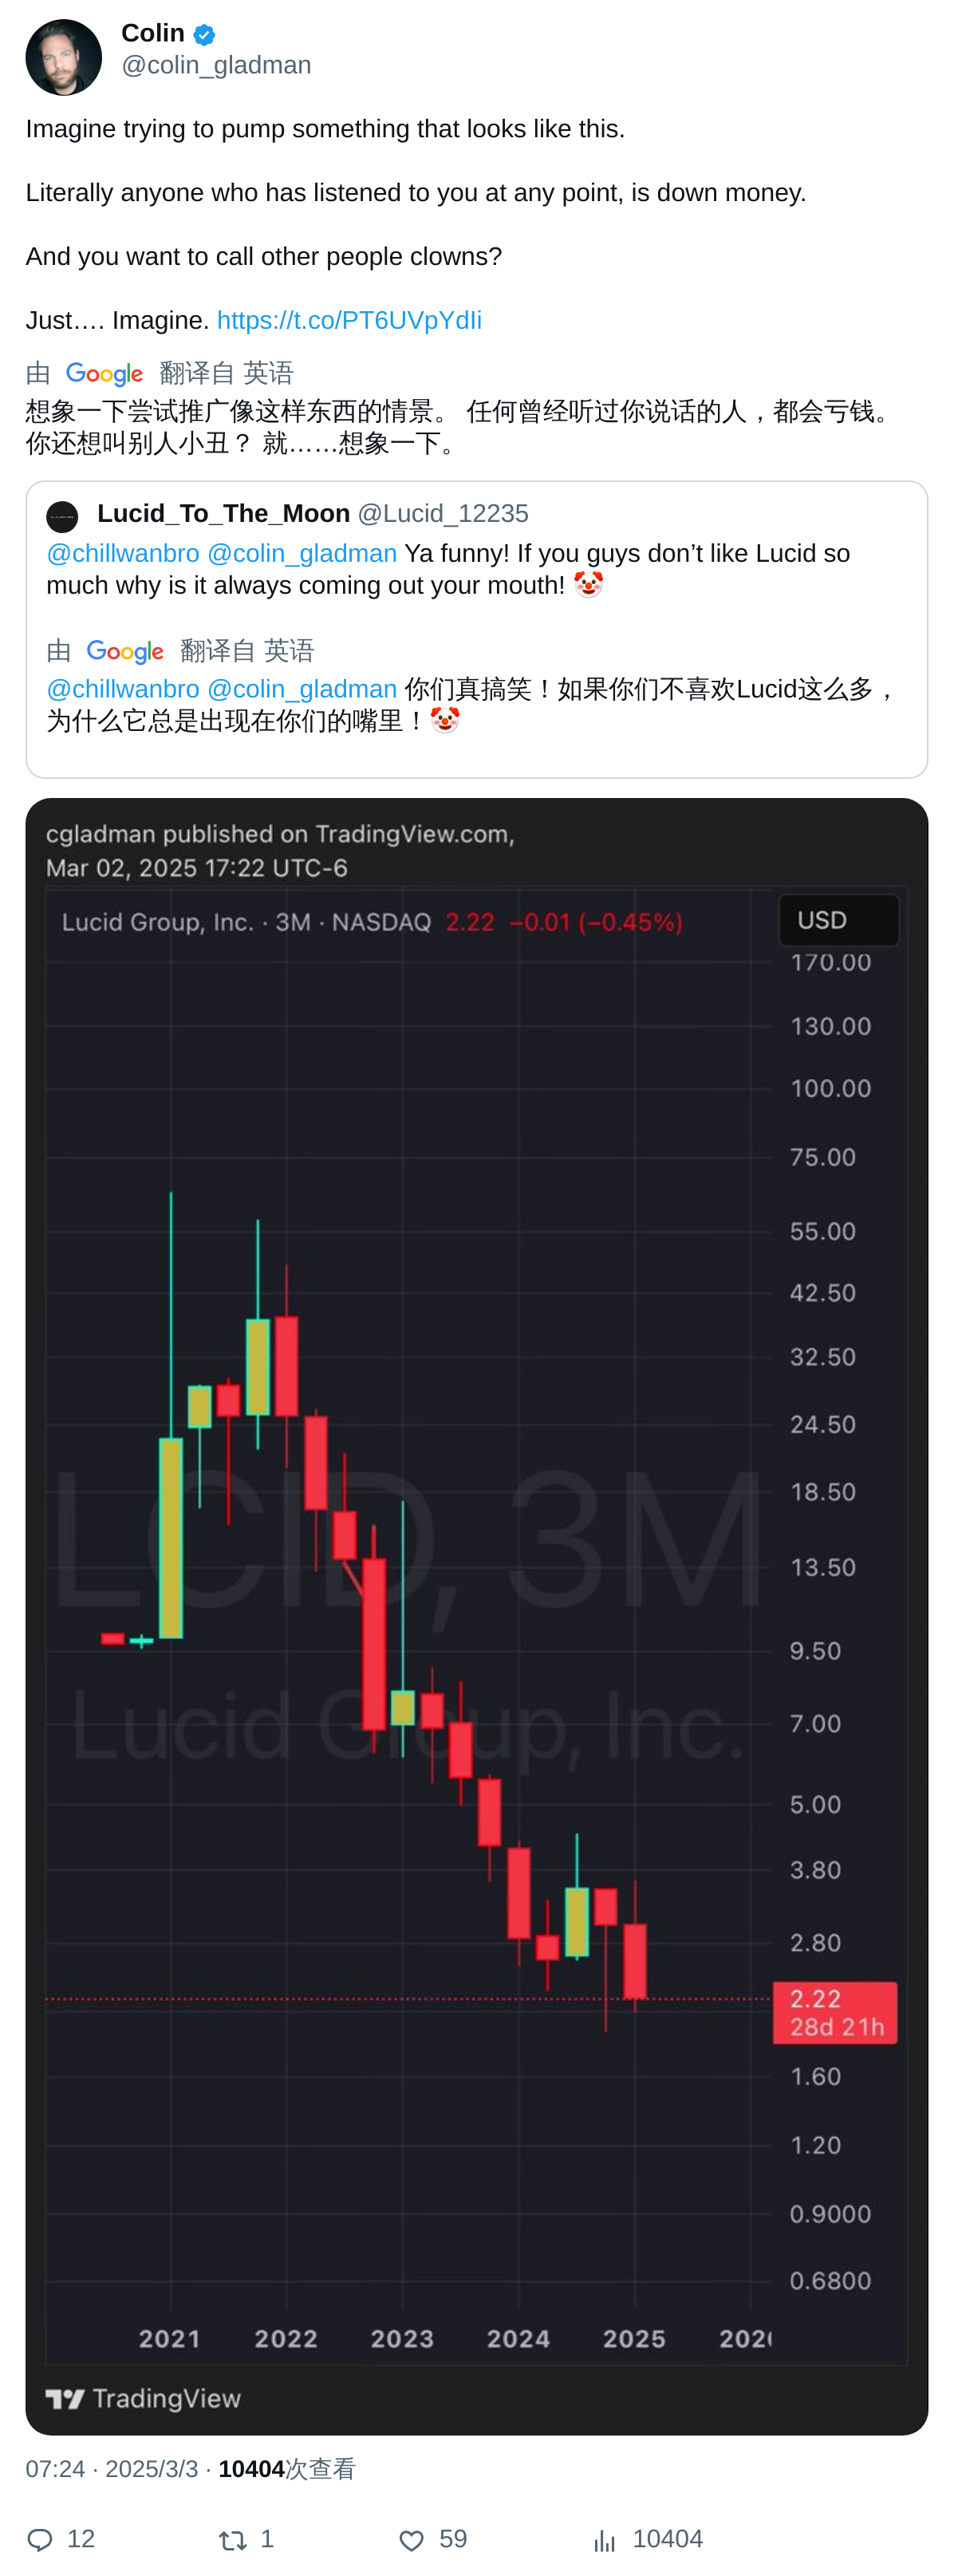 Colin
@colin_gladman
Imagine trying to pump something that looks like this.
Literally anyone who has listened to you at any point, is down money.
And you want to call other people clowns?
Just…. Imagine. https://t.co/PT6UVpYdIi
由 Google 翻译自 英语
想象一下尝试推广像这样东西的情景。 任何曾经听过你说话的人，都会亏钱。
你还想叫别人小丑？ 就……想象一下。
Lucid_To_The_Moon @Lucid_12235
@chillwanbro @colin_gladman Ya funny! If you guys don’t like Lucid so
much why is it always coming out your mouth! 🤡
由 Google 翻译自 英语
@chillwanbro @colin_gladman 你们真搞笑！如果你们不喜欢Lucid这么多，
为什么它总是出现在你们的嘴里！🤡
cgladman published on TradingView.com,
Mar 02, 2025 17:22 UTC-6
Lucid Group, Inc. · 3M · NASDAQ 2.22 −0.01 (−0.45%)
USD
170.00
130.00
100.00
75.00
55.00
42.50
32.50
24.50
18.50
LCID, 3M
13.50
9.50
Lucid Group, Inc.
7.00
5.00
3.80
2.80
2.22
28d 21h
1.60
1.20
0.9000
0.6800
2021 2022 2023 2024 2025
TradingView
07:24 · 2025/3/3 · 10404次查看
12 1 59 10404